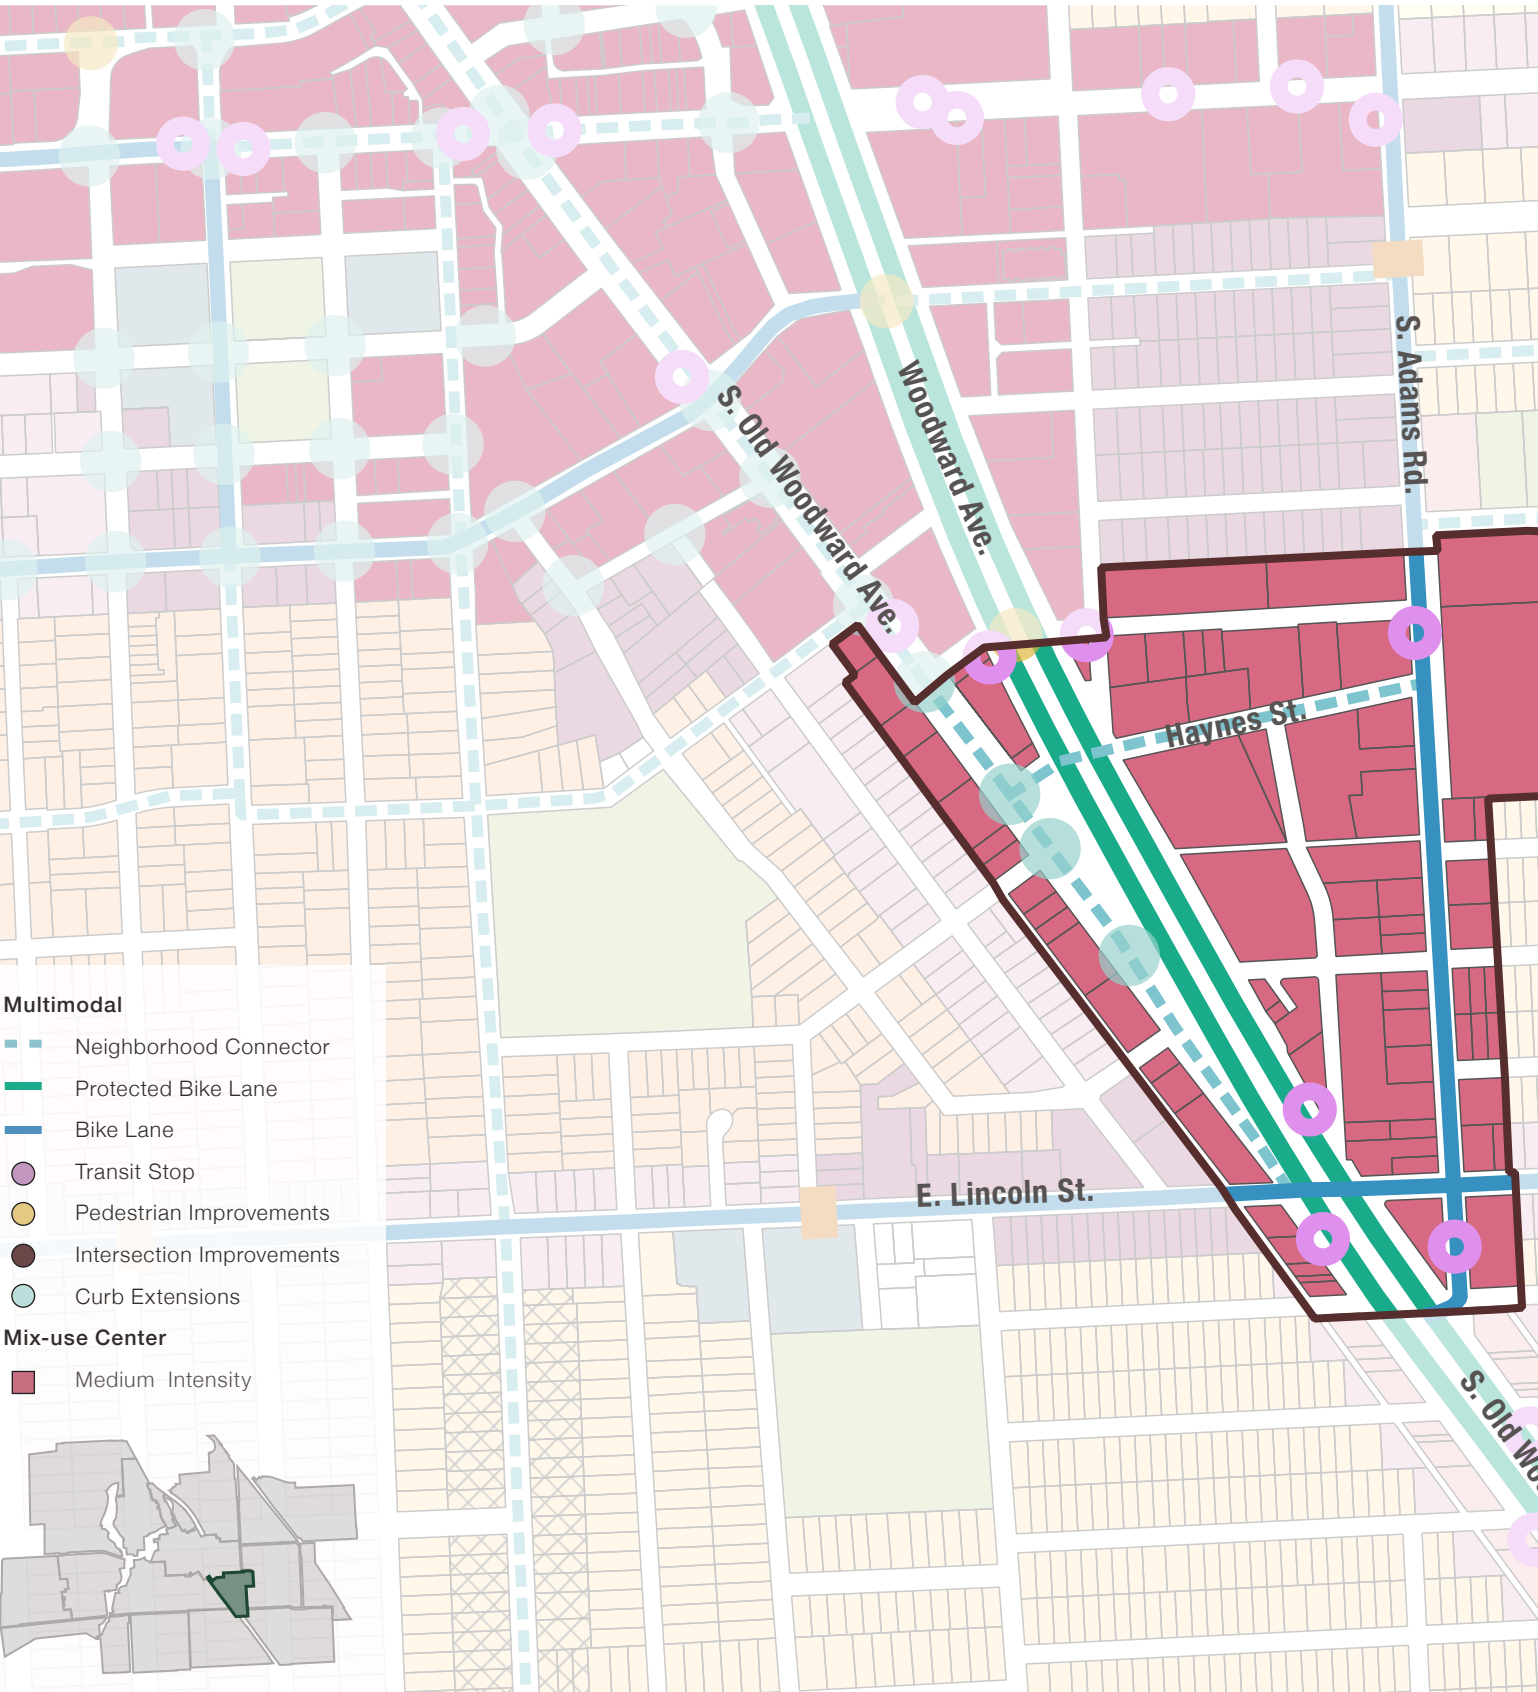 S. Adams Rd.
Woodward Ave.
S. Old Woodward Ave.
Haynes St.
E. Lincoln St.
S. Old Wo
Multimodal
Neighborhood Connector
Protected Bike Lane
Bike Lane
Transit Stop
Pedestrian Improvements
Intersection Improvements
Curb Extensions
Mix-use Center
Medium Intensity